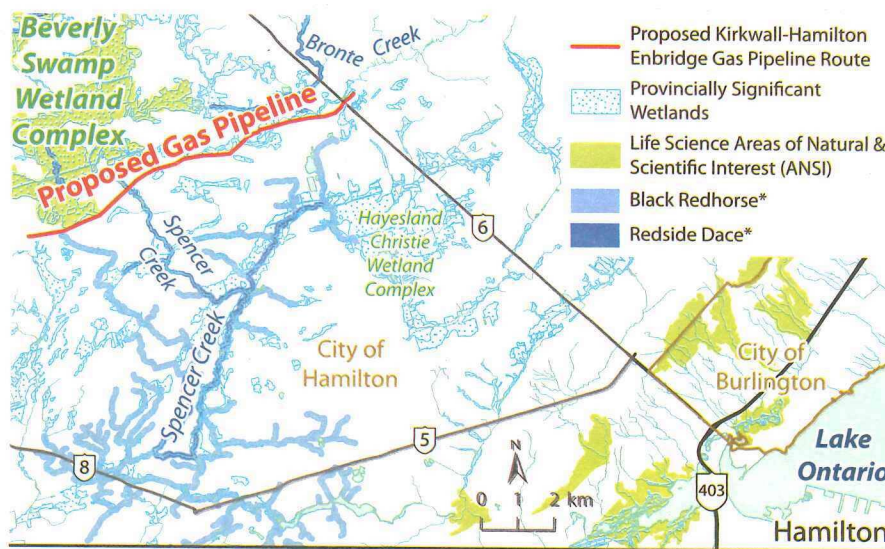 Beverly
Swamp
Wetland
Complex
Bronte Creek
Proposed Gas Pipeline
Spencer
Creek
Hayesland
Christie
Wetland
Complex
6
Spencer Creek
City of
Hamilton
City of
Burlington
8
5
N
0 1 2 km
403
Lake
Ontario
Hamilton
Proposed Kirkwall-Hamilton
Enbridge Gas Pipeline Route
Provincially Significant
Wetlands
Life Science Areas of Natural &
Scientific Interest (ANSI)
Black Redhorse*
Redside Dace*